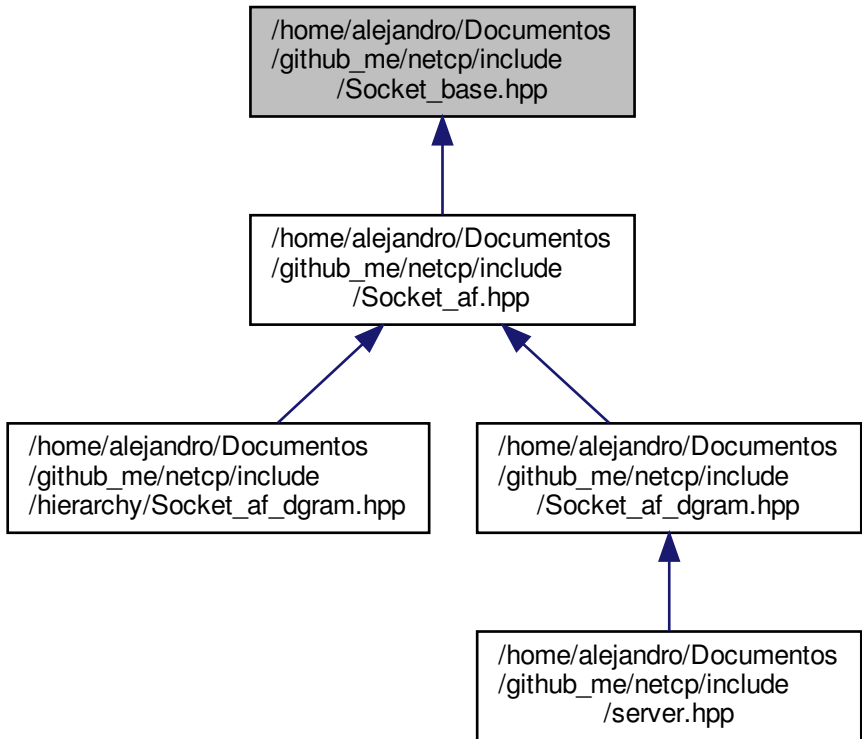 /home/alejandro/Documentos
/github_me/netcp/include
/Socket_base.hpp
/home/alejandro/Documentos
/github_me/netcp/include
/Socket_af.hpp
/home/alejandro/Documentos
/github_me/netcp/include
/hierarchy/Socket_af_dgram.hpp
/home/alejandro/Documentos
/github_me/netcp/include
/Socket_af_dgram.hpp
/home/alejandro/Documentos
/github_me/netcp/include
/server.hpp